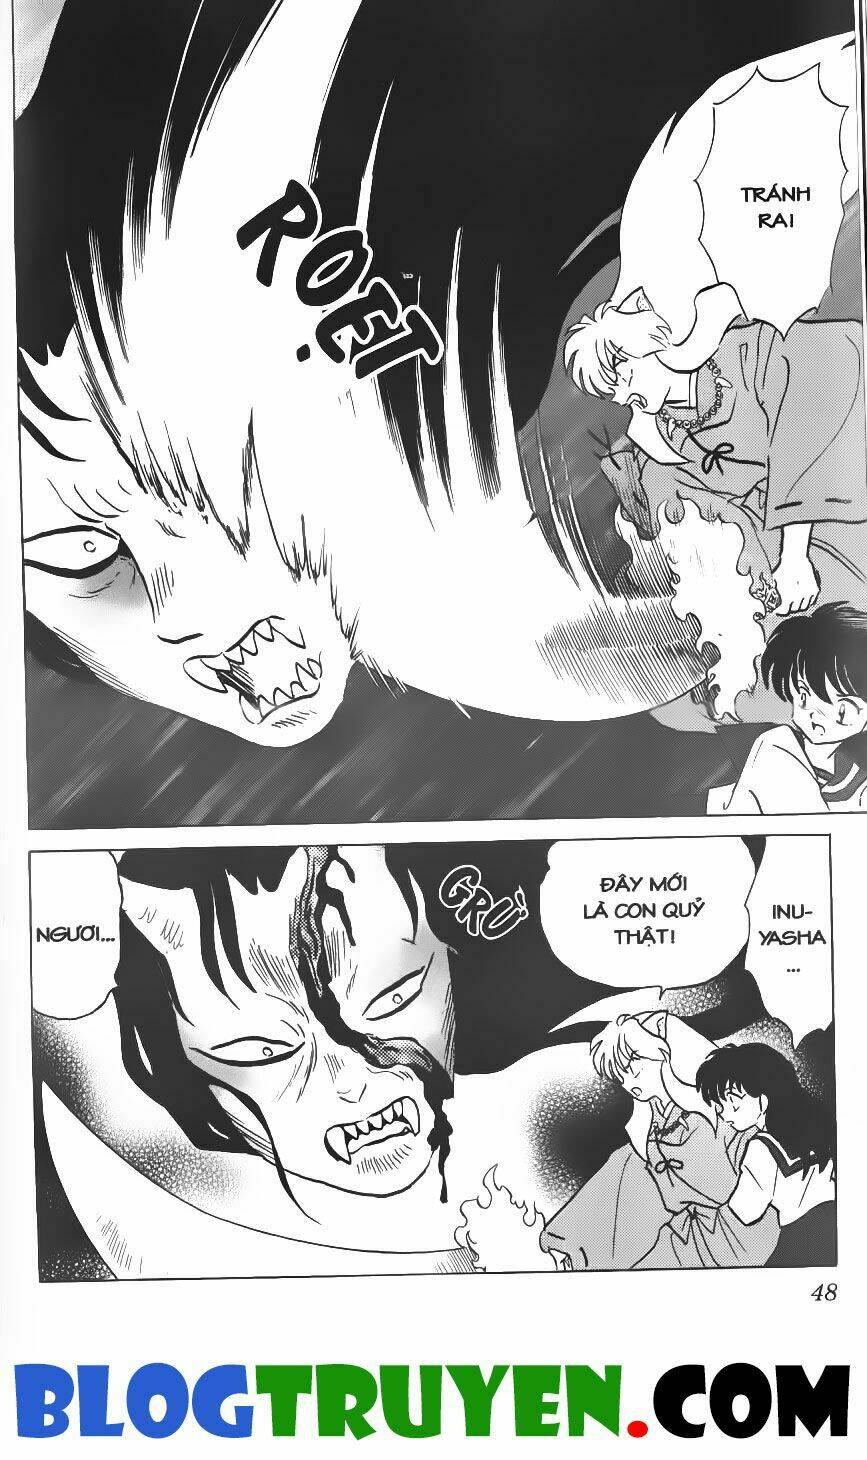 TRÁNH
RA!
ROẸT
INU-
YASHA
...
ĐÂY MỚI
LÀ CON QUỶ
THẬT!
GRỪ
NGƯƠI...
48
BLOGTRUYEN.COM